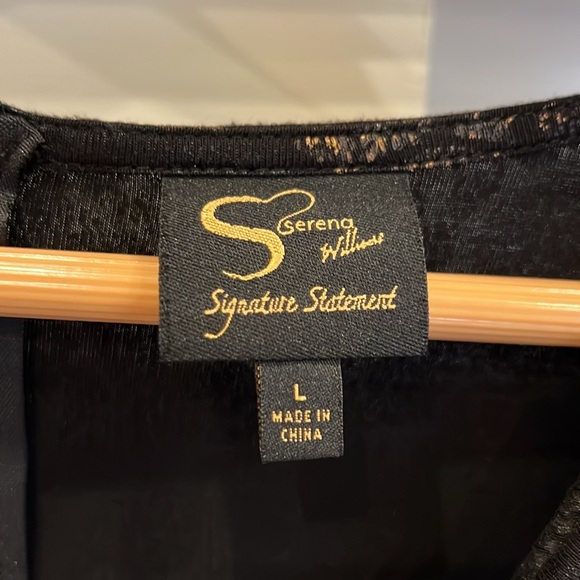 Serena
Williams
Signature Statement
L
MADE IN
CHINA